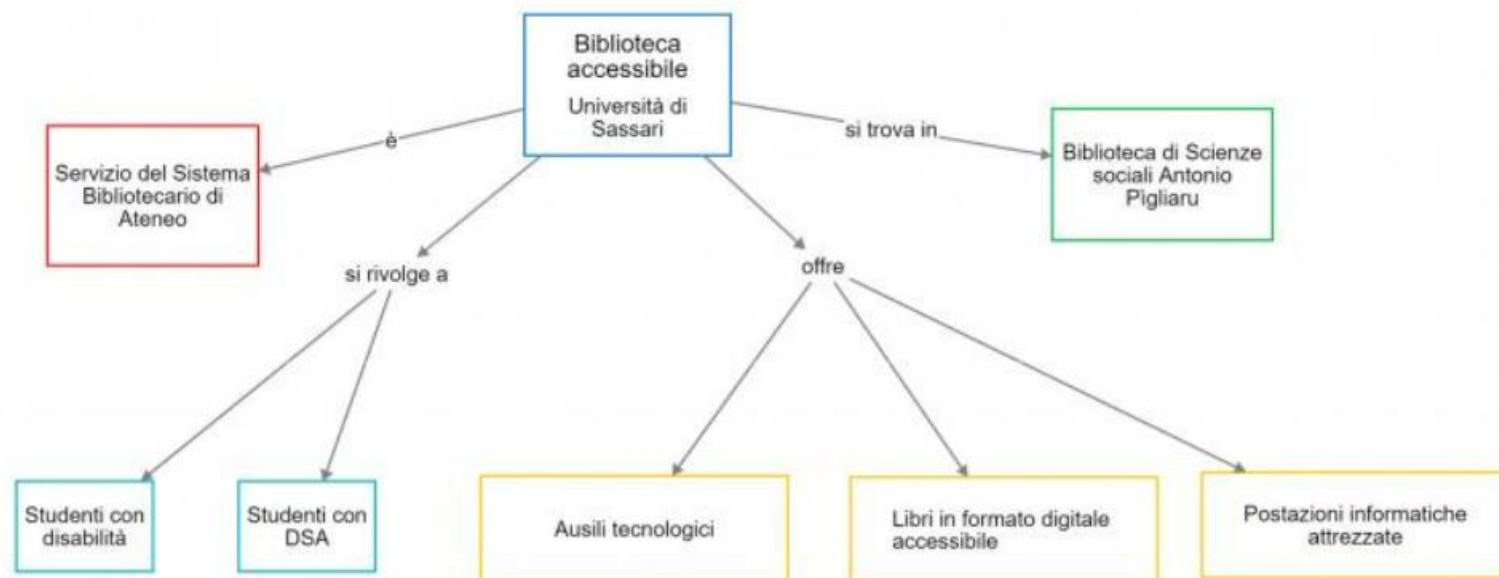 Biblioteca
accessibile
Università di
Sassari
è
si trova in
Servizio del Sistema
Bibliotecario di
Ateneo
Biblioteca di Scienze
sociali Antonio
Pigliaru
si rivolge a
offre
Studenti con
disabilità
Studenti con
DSA
Ausili tecnologici
Libri in formato digitale
accessibile
Postazioni informatiche
attrezzate